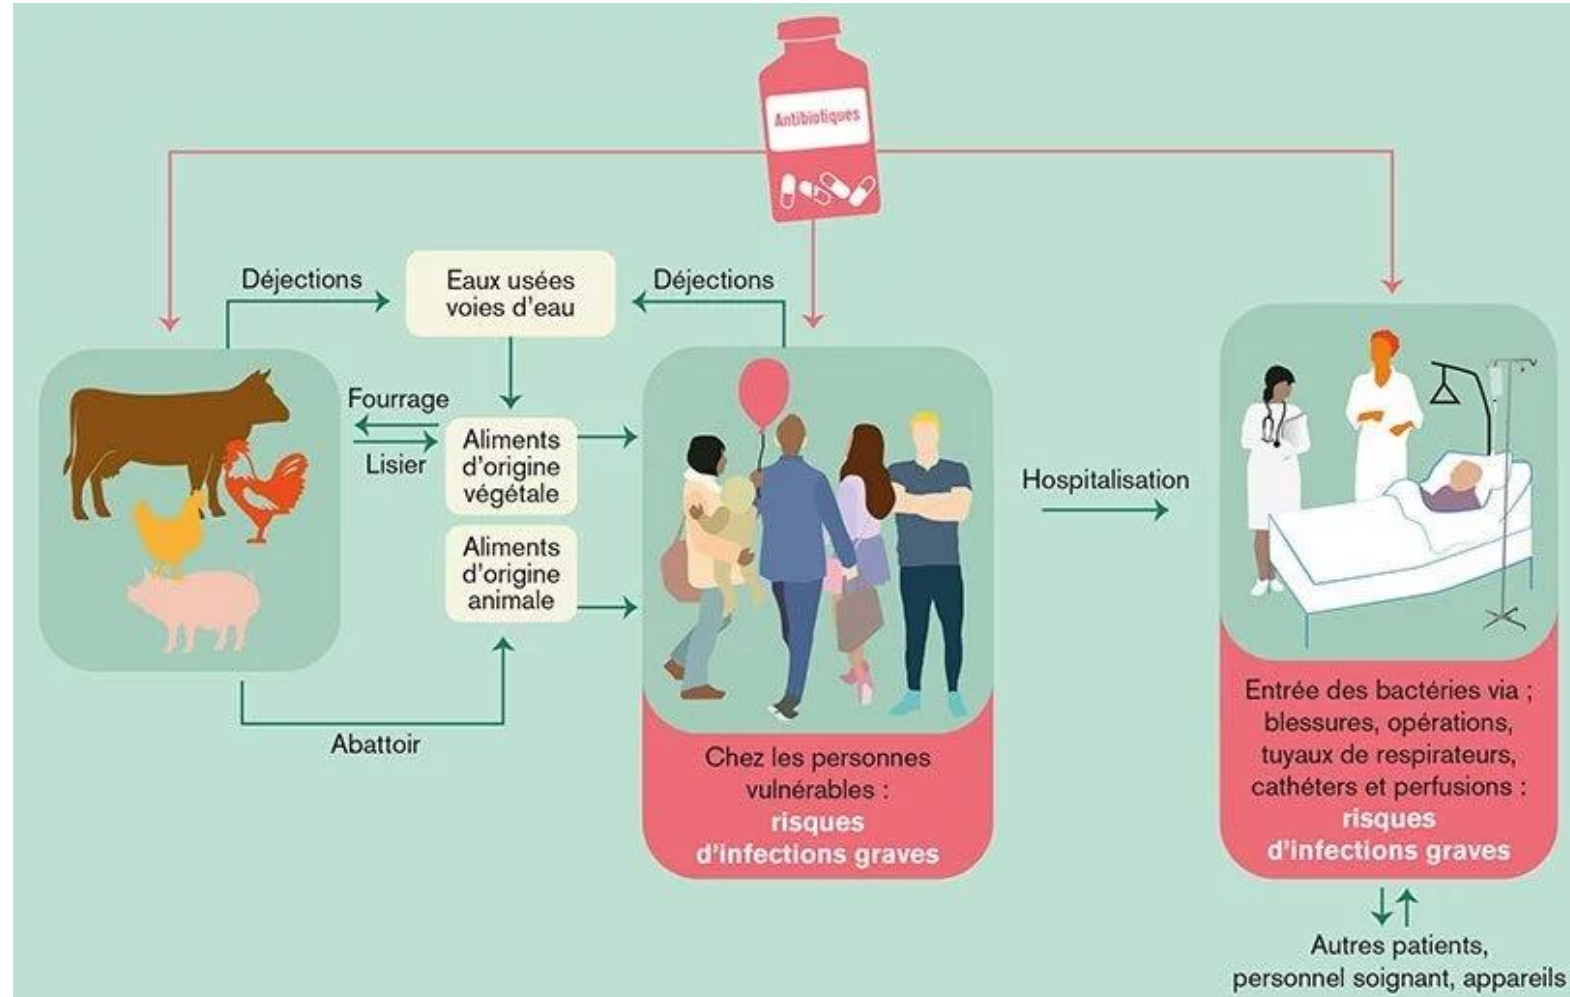 Antibiotiques
Déjections
Eaux usées
voies d'eau
Déjections
Fourrage
Lisier
Aliments
d'origine
végétale
Aliments
d'origine
animale
Abattoir
Chez les personnes
vulnérables :
risques
d'infections graves
Hospitalisation
Entrée des bactéries via ;
blessures, opérations,
tuyaux de respirateurs,
cathéters et perfusions :
risques
d'infections graves
Autres patients,
personnel soignant, appareils